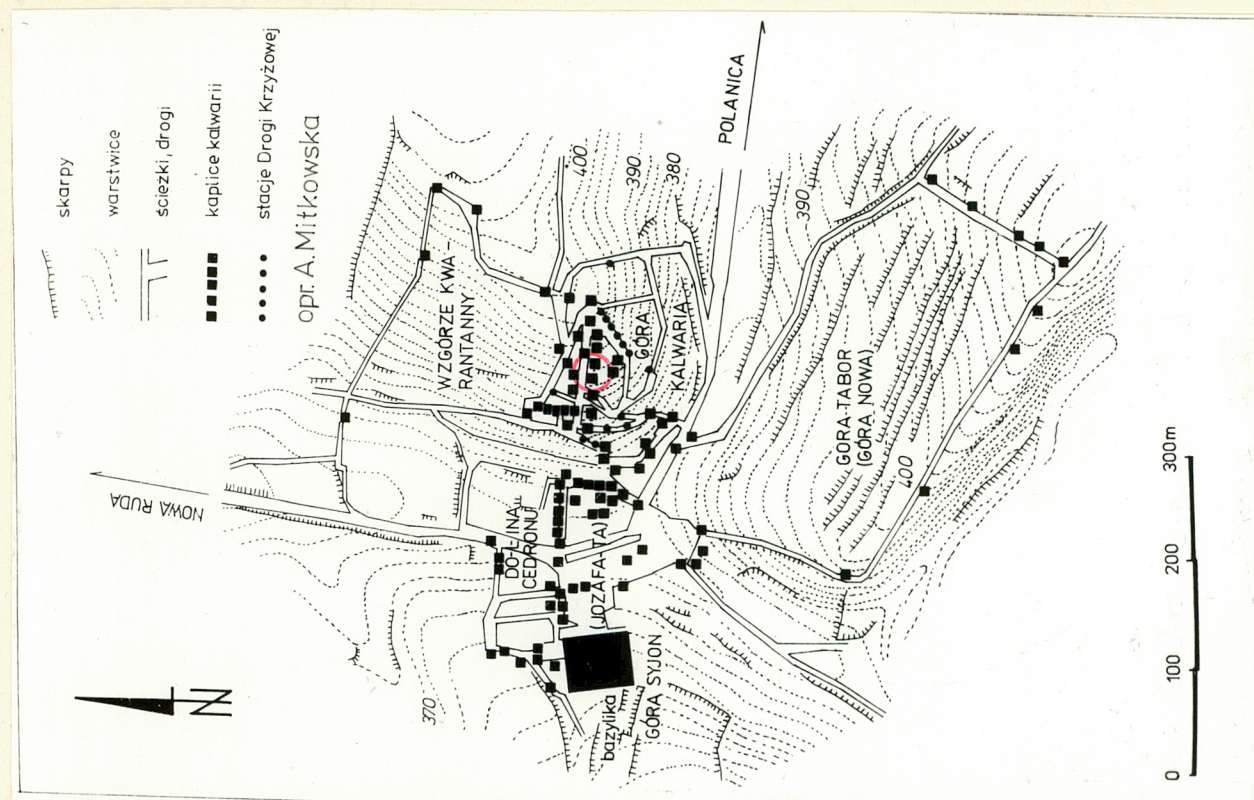 skarpy
warstwice
ścieżki, drogi
kaplice kalwarii
stacje Drogi Krzyżowej
opr. A. Mitkowska
NOWA RUDA
POLANICA
WZGÓRZE KWA-
RANTANNY
400
390
380
390
GÓRA
KALWARIA
DOLINA
CEDRONU
(JOZAFATA)
GÓRA-TABOR
(GÓRA NOWA)
400
370
bazylika
GÓRA SYJON
N
0
100
200
300m